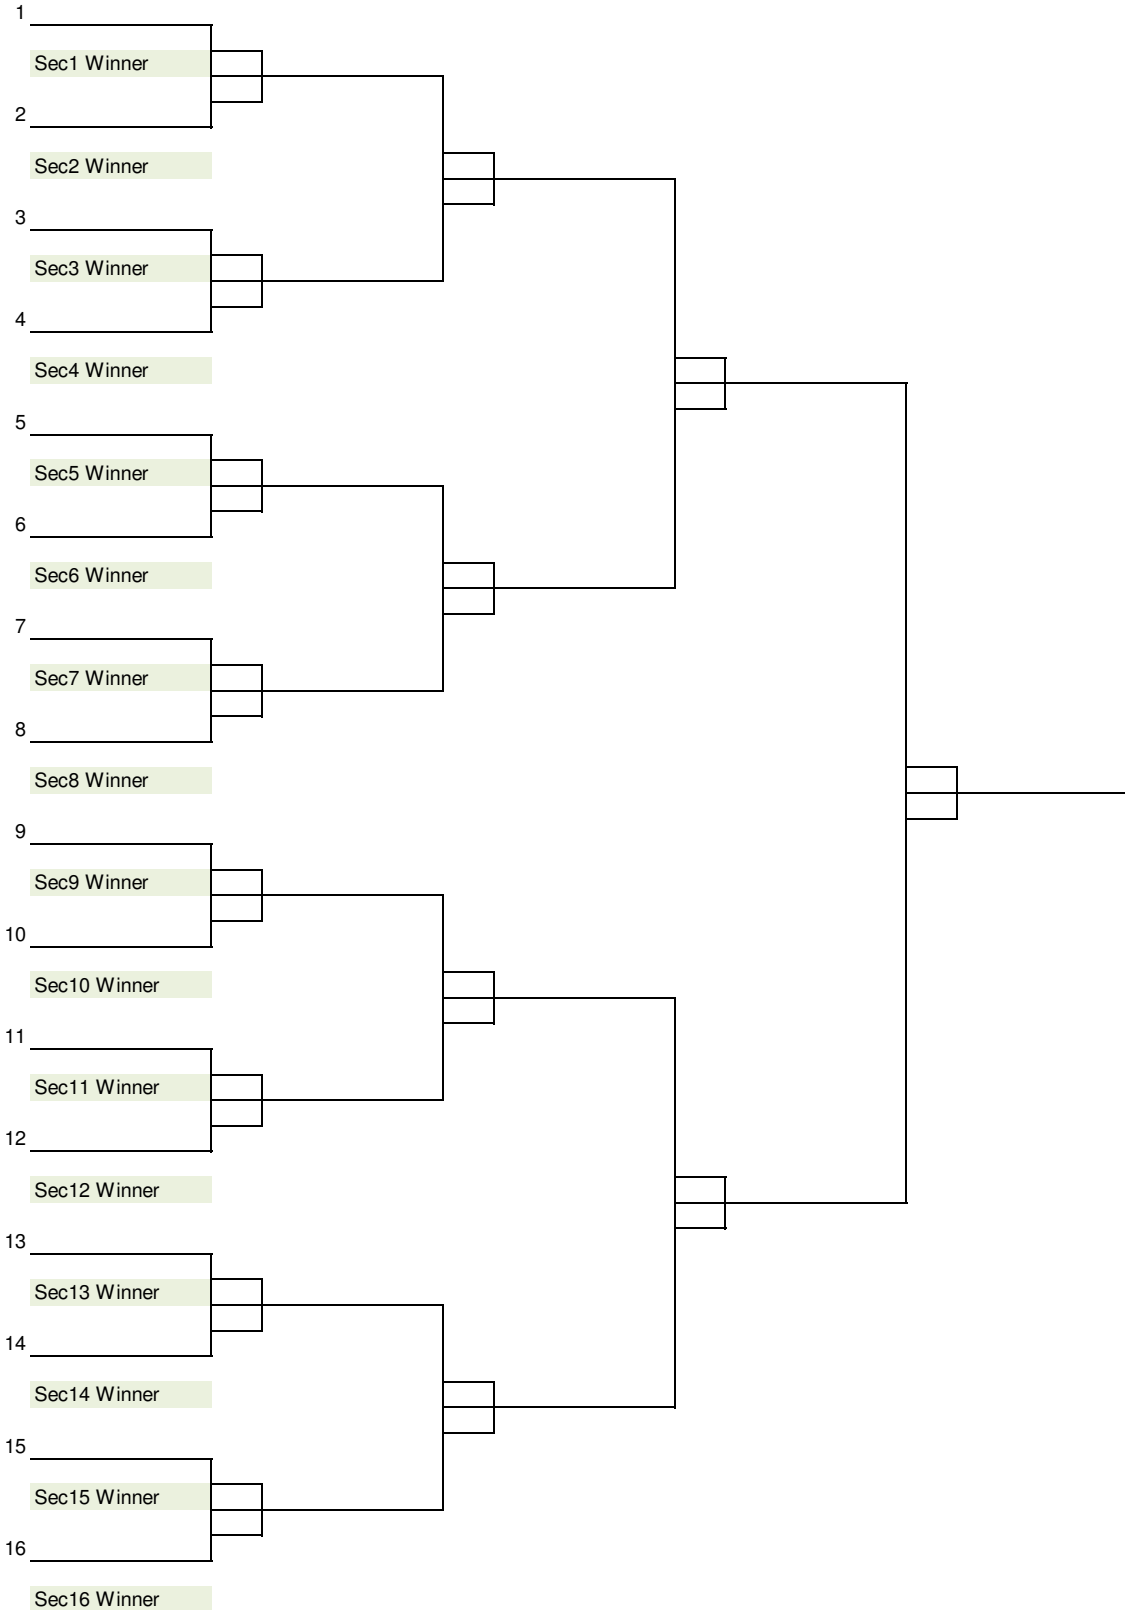 1
Sec1 Winner
2
Sec2 Winner
3
Sec3 Winner
4
Sec4 Winner
5
Sec5 Winner
6
Sec6 Winner
7
Sec7 Winner
8
Sec8 Winner
9
Sec9 Winner
10
Sec10 Winner
11
Sec11 Winner
12
Sec12 Winner
13
Sec13 Winner
14
Sec14 Winner
15
Sec15 Winner
16
Sec16 Winner